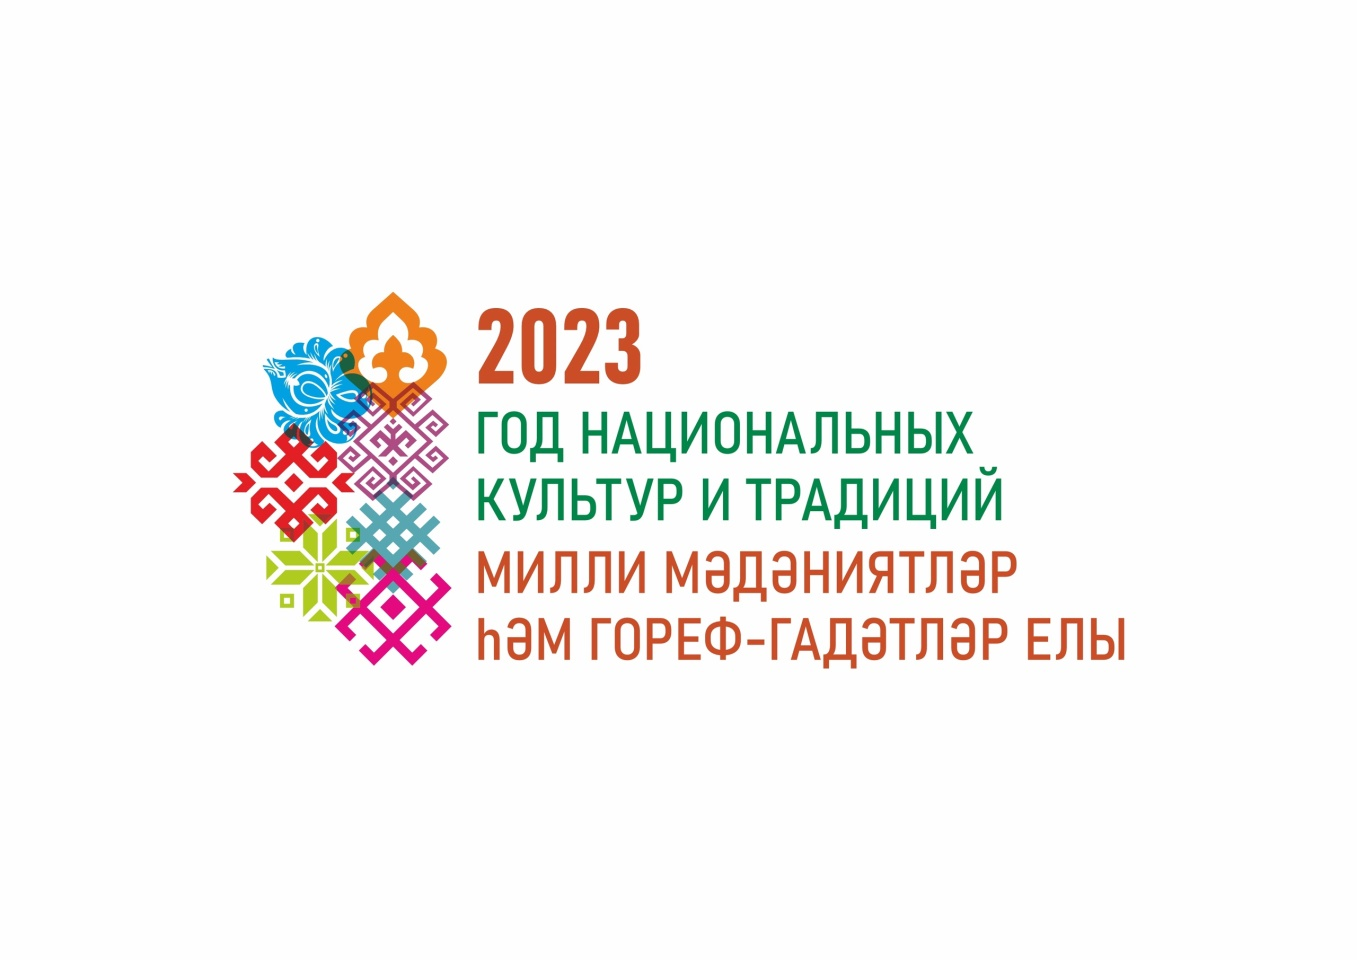 2023
ГОД НАЦИОНАЛЬНЫХ
КУЛЬТУР И ТРАДИЦИЙ
МИЛЛИ МӘДӘНИЯТЛӘР
һӘМ ГОРЕФ-ГАДӘТЛӘР ЕЛЫ